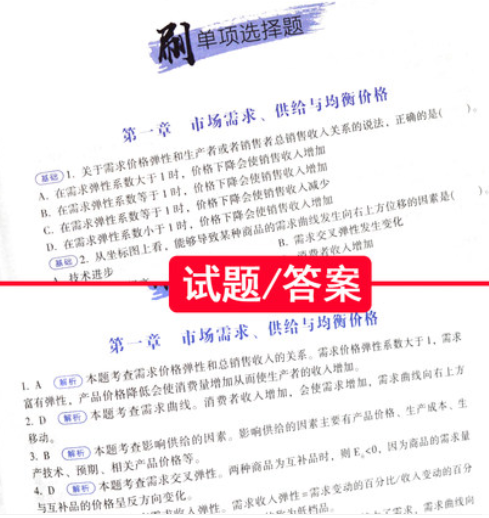 刷 单项选择题
第一章 市场需求、供给与均衡价格
基础 1. 关于需求价格弹性和生产者或者销售者总销售收入关系的说法，正确的是( )。
A. 在需求弹性系数大于1时，价格下降会使销售收入增加
B. 在需求弹性系数等于1时，价格下降会使销售收入增加
C. 在需求弹性系数等于1时，价格下降会使销售收入减少
D. 在需求弹性系数小于1时，价格下降会使销售收入增加
基础 2. 从坐标图上看，能够导致某种商品的需求曲线发生向右上方位移的因素是( )。
A. 技术进步 B. 需求交叉弹性发生变化
消费者收入增加
试题/答案
第一章 市场需求、供给与均衡价格
1. A 解析 本题考查需求价格弹性和总销售收入的关系。需求价格弹性系数大于1，需求
富有弹性，产品价格降低会使消费量增加从而使生产者的收入增加。
2. D 解析 本题考查需求曲线。消费者收入增加，会使需求增加，需求曲线向右上方
移动。
3. B 解析 本题考查影响供给的因素。影响供给的因素主要有产品价格、生产成本、生
产技术、预期、相关产品价格等。
4. D 解析 本题考查需求交叉弹性。两种商品为互补品时，则 E<0，因为商品的需求量
与互补品的价格呈反方向变化。
需求收入弹性。需求收入弹性=需求变动的百分比/收入变动的百分
为低档品。
了需求，需求曲线向